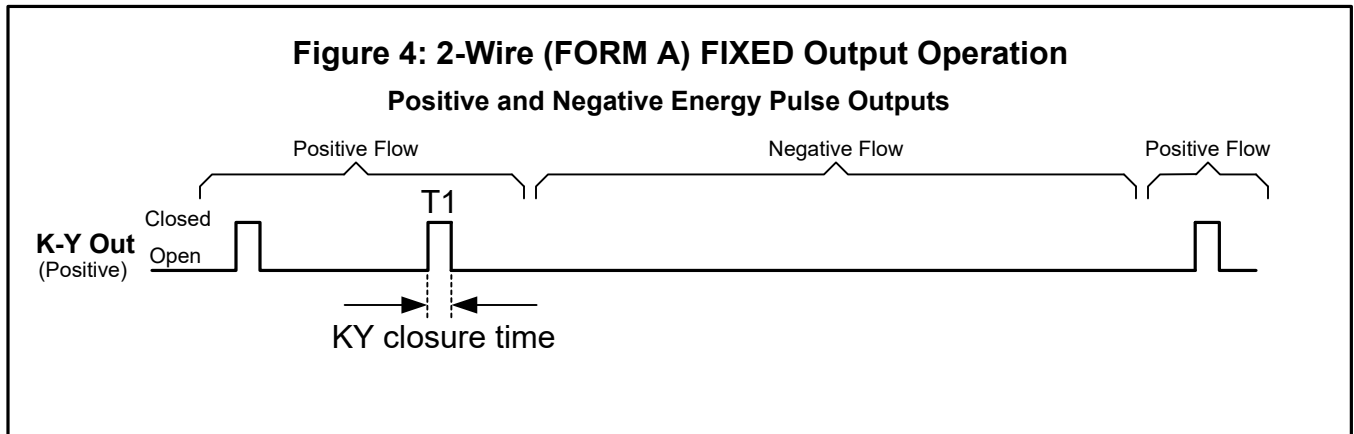 Figure 4: 2-Wire (FORM A) FIXED Output Operation
Positive and Negative Energy Pulse Outputs
Positive Flow
Negative Flow
Positive Flow
T1
Closed
K-Y Out
Open
(Positive)
KY closure time